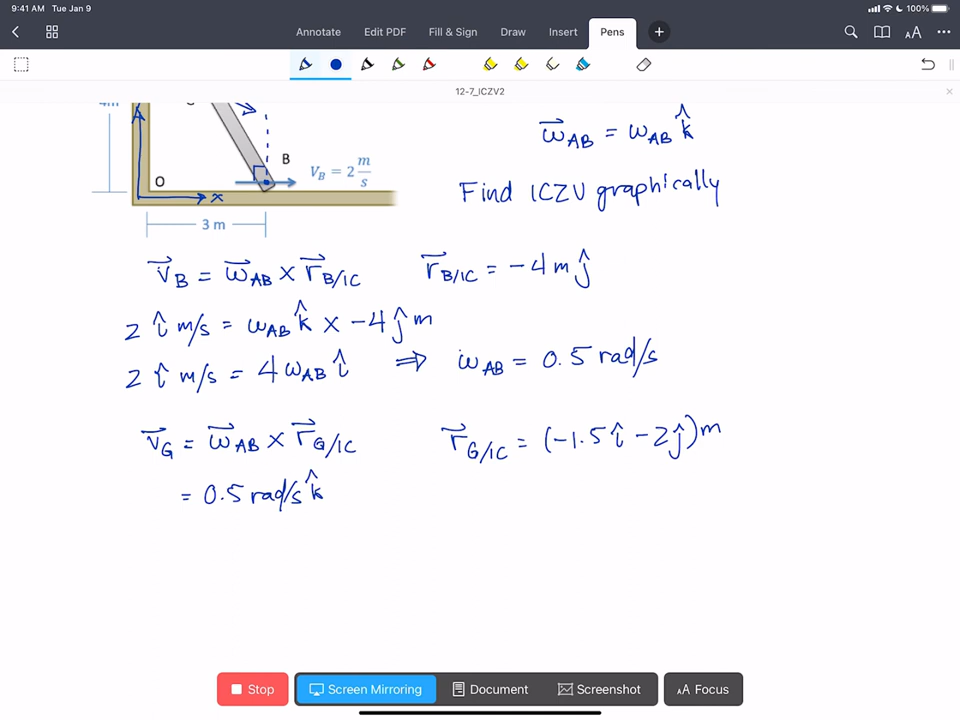 9:41 AM Tue Jan 9
100%
Annotate Edit PDF Fill & Sign Draw Insert Pens
AA
12-7_ICZV2
A
B
V_B = 2 m/s
O
x
3 m
ω⃗_AB = ω_AB k̂
Find ICZV graphically
v⃗_B = ω⃗_AB × r⃗_B/IC r⃗_B/IC = −4 m ĵ
2 î m/s = ω_AB k̂ × −4 ĵ m
2 î m/s = 4 ω_AB î ⇒ ω_AB = 0.5 rad/s
v⃗_G = ω⃗_AB × r⃗_G/IC r⃗_G/IC = (−1.5 î − 2 ĵ) m
= 0.5 rad/s k̂
Stop Screen Mirroring Document Screenshot AA Focus